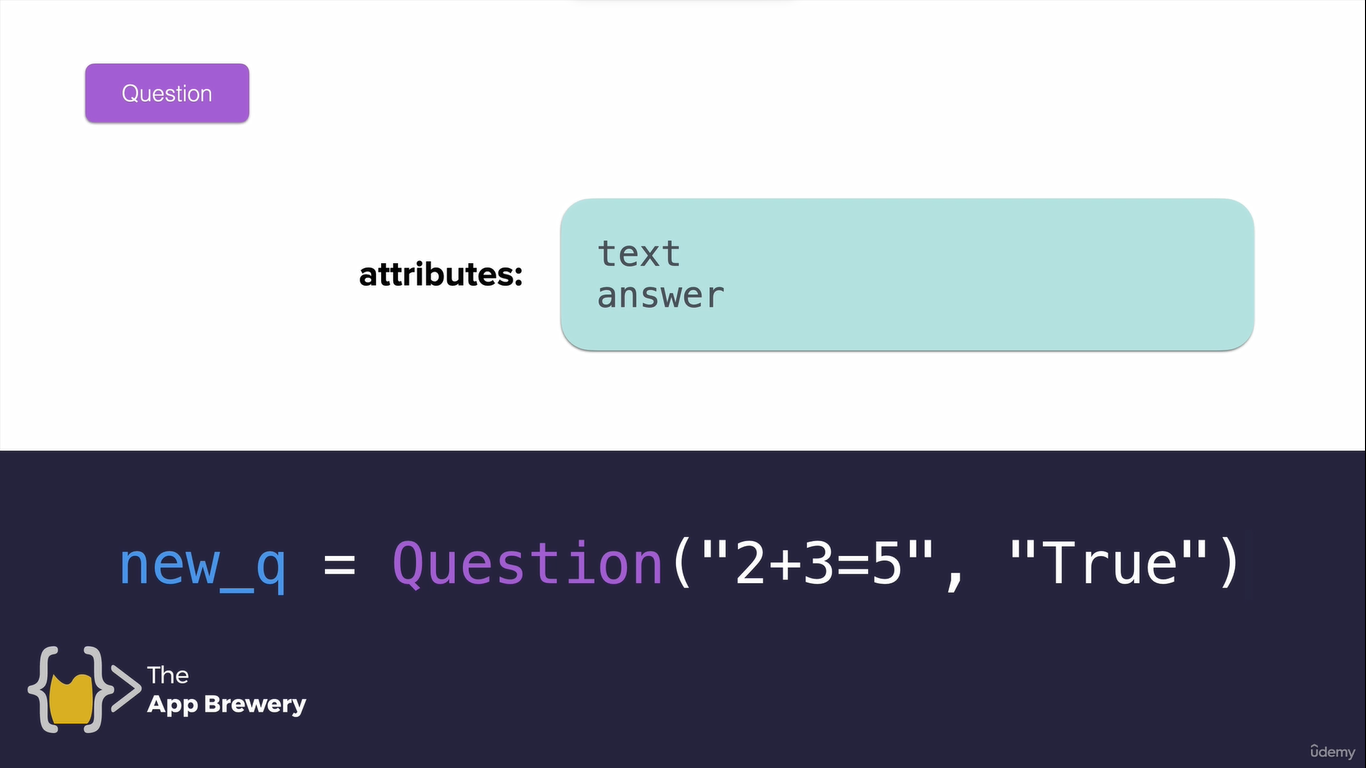 Question
attributes:
text
answer
new_q = Question("2+3=5", "True")
The
App Brewery
ûdemy